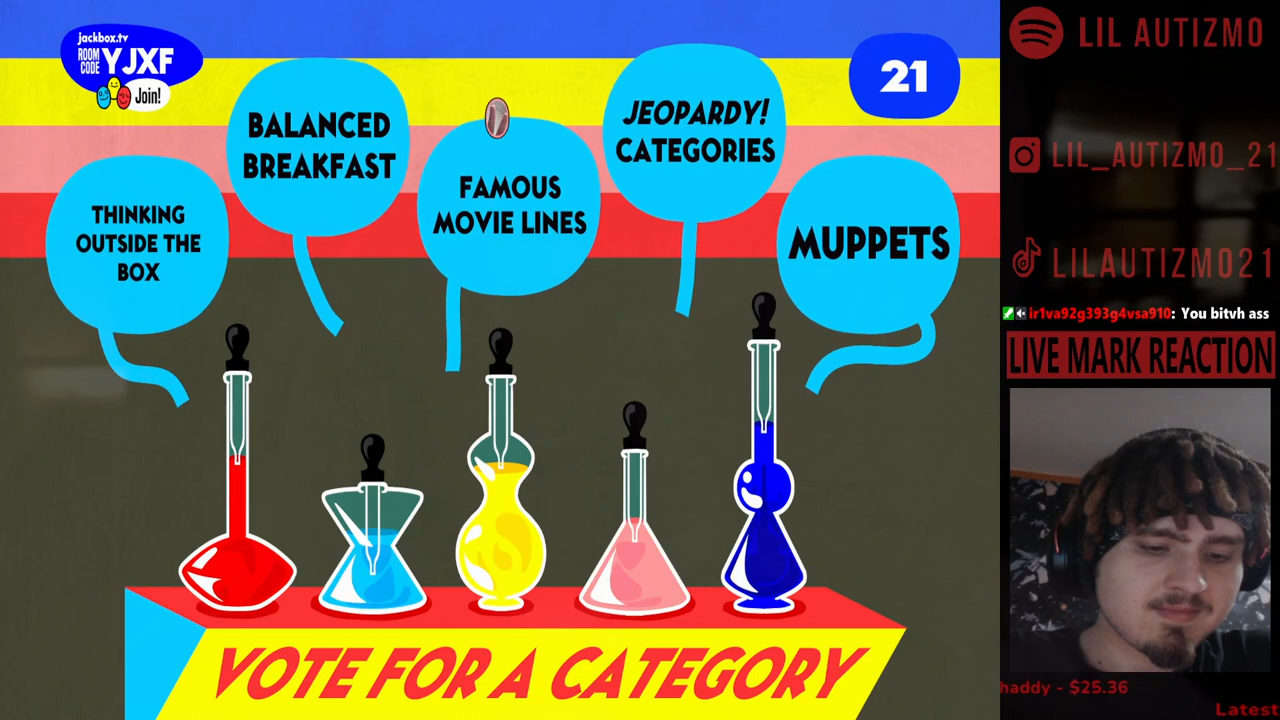 jackbox.tv
ROOM CODE YJXF
Join!
21
THINKING
OUTSIDE THE
BOX
BALANCED
BREAKFAST
FAMOUS
MOVIE LINES
JEOPARDY!
CATEGORIES
MUPPETS
VOTE FOR A CATEGORY
LIL AUTIZMO
LIL_AUTIZMO_21
LILAUTIZMO21
ir1va92g393g4vsa910: You bitvh ass
LIVE MARK REACTION
haddy - $25.36
Latest